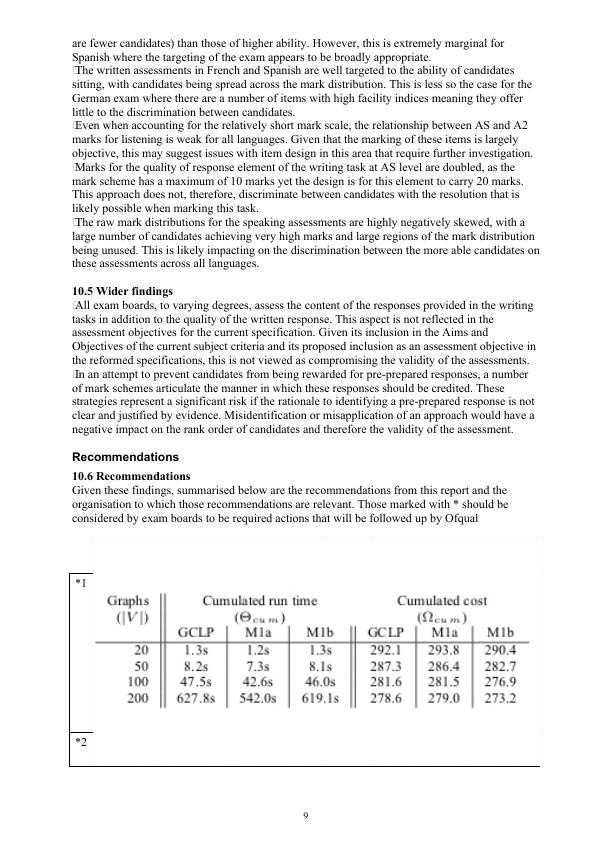 are fewer candidates) than those of higher ability. However, this is extremely marginal for
Spanish where the targeting of the exam appears to be broadly appropriate.
The written assessments in French and Spanish are well targeted to the ability of candidates
sitting, with candidates being spread across the mark distribution. This is less so the case for the
German exam where there are a number of items with high facility indices meaning they offer
little to the discrimination between candidates.
Even when accounting for the relatively short mark scale, the relationship between AS and A2
marks for listening is weak for all languages. Given that the marking of these items is largely
objective, this may suggest issues with item design in this area that require further investigation.
Marks for the quality of response element of the writing task at AS level are doubled, as the
mark scheme has a maximum of 10 marks yet the design is for this element to carry 20 marks.
This approach does not, therefore, discriminate between candidates with the resolution that is
likely possible when marking this task.
The raw mark distributions for the speaking assessments are highly negatively skewed, with a
large number of candidates achieving very high marks and large regions of the mark distribution
being unused. This is likely impacting on the discrimination between the more able candidates on
these assessments across all languages.
10.5 Wider findings
All exam boards, to varying degrees, assess the content of the responses provided in the writing
tasks in addition to the quality of the written response. This aspect is not reflected in the
assessment objectives for the current specification. Given its inclusion in the Aims and
Objectives of the current subject criteria and its proposed inclusion as an assessment objective in
the reformed specifications, this is not viewed as compromising the validity of the assessments.
In an attempt to prevent candidates from being rewarded for pre-prepared responses, a number
of mark schemes articulate the manner in which these responses should be credited. These
strategies represent a significant risk if the rationale to identifying a pre-prepared response is not
clear and justified by evidence. Misidentification or misapplication of an approach would have a
negative impact on the rank order of candidates and therefore the validity of the assessment.
Recommendations
10.6 Recommendations
Given these findings, summarised below are the recommendations from this report and the
organisation to which those recommendations are relevant. Those marked with * should be
considered by exam boards to be required actions that will be followed up by Ofqual
*1
Graphs Cumulated run time Cumulated cost
(|V|) (Θcum) (Ωcum)
GCLP M1a M1b GCLP M1a M1b
20 1.3s 1.2s 1.3s 292.1 293.8 290.4
50 8.2s 7.3s 8.1s 287.3 286.4 282.7
100 47.5s 42.6s 46.0s 281.6 281.5 276.9
200 627.8s 542.0s 619.1s 278.6 279.0 273.2
*2
9